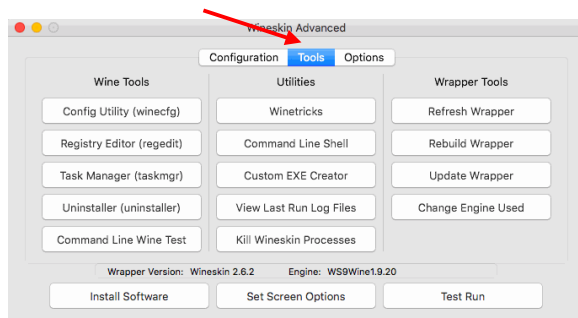 Wineskin Advanced
Configuration Tools Options
Wine Tools Utilities Wrapper Tools
Config Utility (winecfg) Winetricks Refresh Wrapper
Registry Editor (regedit) Command Line Shell Rebuild Wrapper
Task Manager (taskmgr) Custom EXE Creator Update Wrapper
Uninstaller (uninstaller) View Last Run Log Files Change Engine Used
Command Line Wine Test Kill Wineskin Processes
Wrapper Version: Wineskin 2.6.2 Engine: WS9Wine1.9.20
Install Software Set Screen Options Test Run